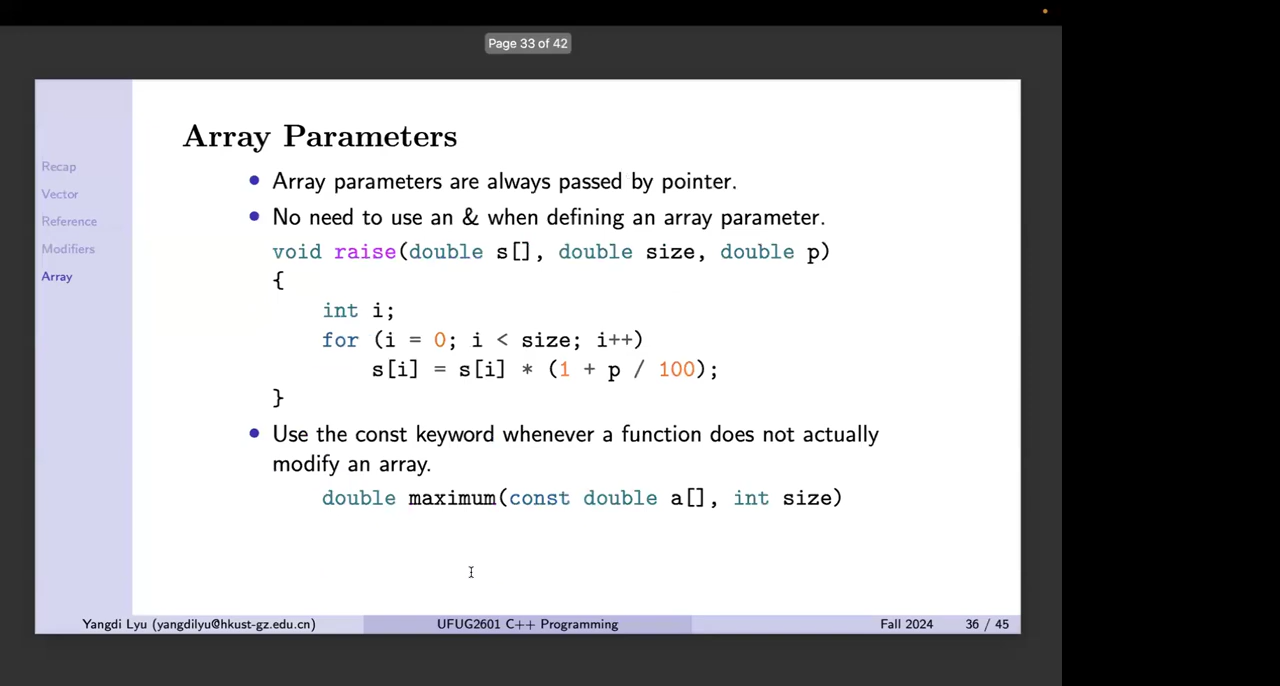 Page 33 of 42
Array Parameters
Recap
Vector
Reference
Modifiers
Array
• Array parameters are always passed by pointer.
• No need to use an & when defining an array parameter.
void raise(double s[], double size, double p)
{
    int i;
    for (i = 0; i < size; i++)
        s[i] = s[i] * (1 + p / 100);
}
• Use the const keyword whenever a function does not actually
modify an array.
double maximum(const double a[], int size)
Yangdi Lyu (yangdilyu@hkust-gz.edu.cn) UFUG2601 C++ Programming Fall 2024 36 / 45